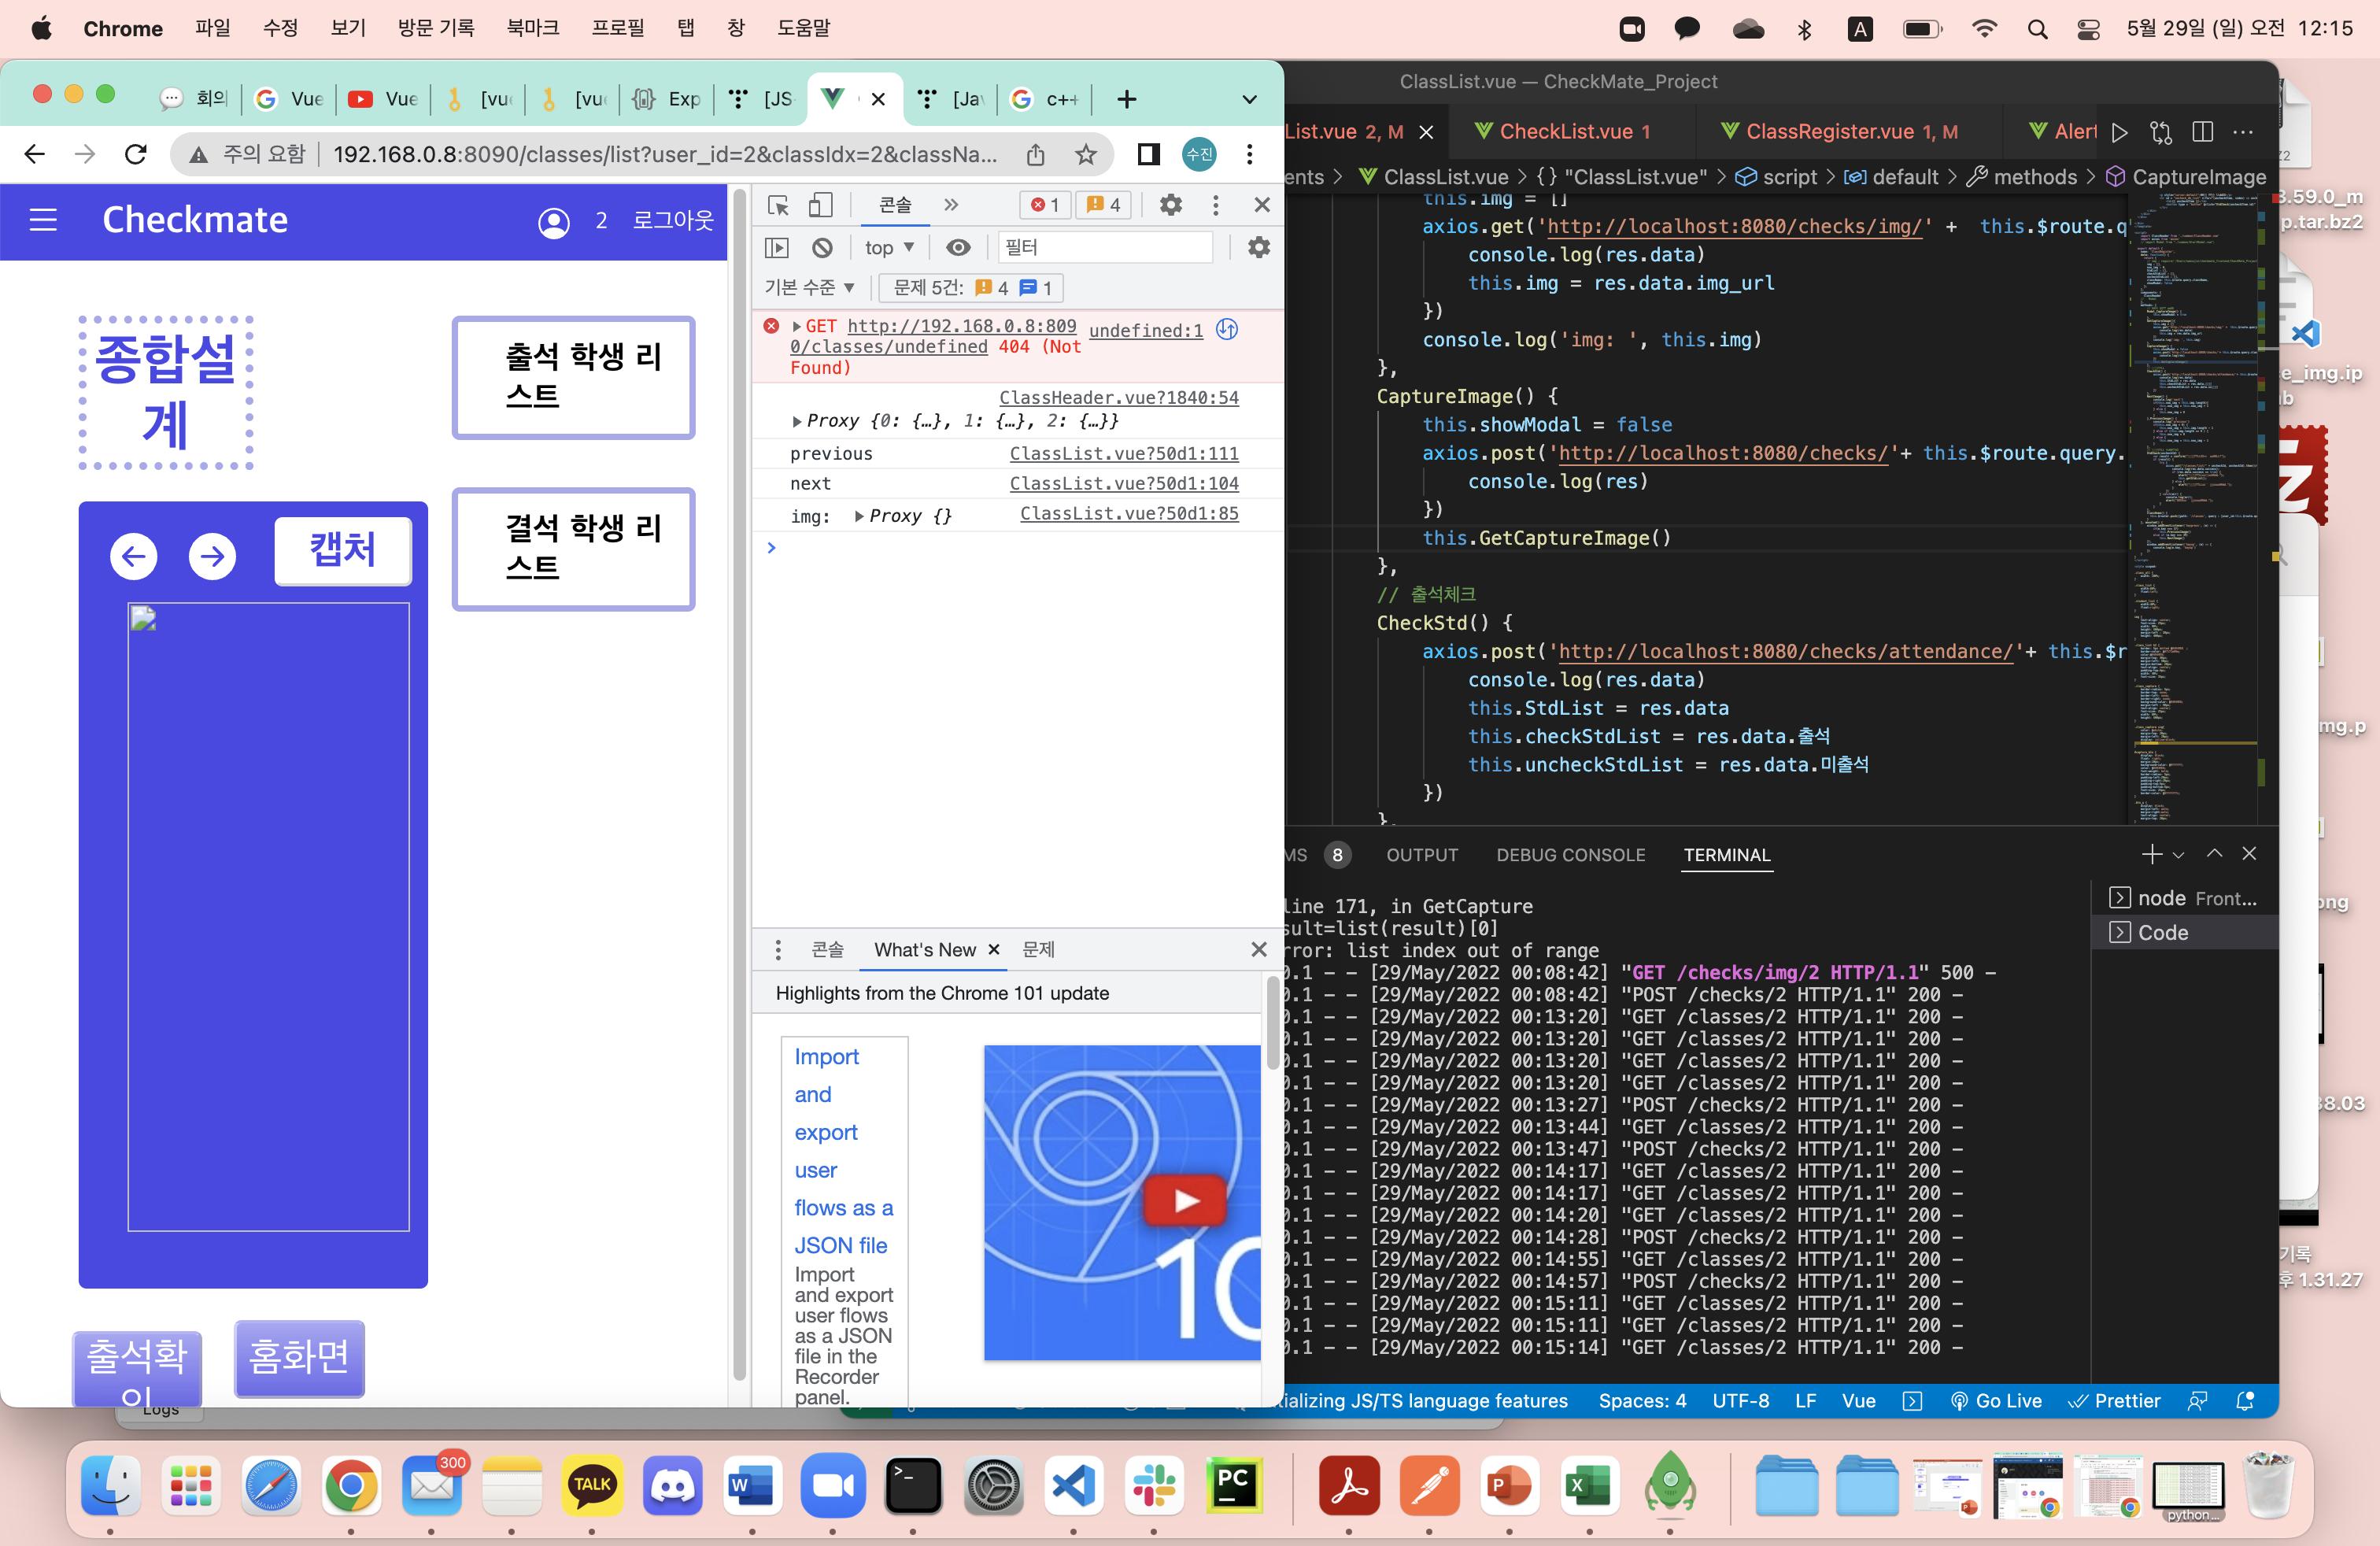 Chrome 파일 수정 보기 방문 기록 북마크 프로필 탭 창 도움말
A
5월 29일 (일) 오전 12:15
회의 Vue Vue [vue [vue Exp [JS [Jav c++
주의 요함 192.168.0.8:8090/classes/list?user_id=2&classIdx=2&classNa...
수진
Checkmate 2 로그아웃
종합설
계
출석 학생 리
스트
결석 학생 리
스트
캡처
출석확
인
홈화면
콘솔 1 4
top 필터
기본 수준 문제 5건: 4 1
GET http://192.168.0.8:809 undefined:1
0/classes/undefined 404 (Not
Found)
ClassHeader.vue?1840:54
Proxy {0: {…}, 1: {…}, 2: {…}}
previous ClassList.vue?50d1:111
next ClassList.vue?50d1:104
img: Proxy {} ClassList.vue?50d1:85
콘솔 What's New 문제
Highlights from the Chrome 101 update
Import
and
export
user
flows as a
JSON file
Import
and export
user flows
as a JSON
file in the
Recorder
panel.
10
Logs
ClassList.vue — CheckMate_Project
List.vue 2, M CheckList.vue 1 ClassRegister.vue 1, M Alert
ents > ClassList.vue > {} "ClassList.vue" > script > default > methods > CaptureImage
this.img = []
axios.get('http://localhost:8080/checks/img/' + this.$route.q
console.log(res.data)
this.img = res.data.img_url
})
console.log('img: ', this.img)
},
CaptureImage() {
this.showModal = false
axios.post('http://localhost:8080/checks/'+ this.$route.query.
console.log(res)
})
this.GetCaptureImage()
},
// 출석체크
CheckStd() {
axios.post('http://localhost:8080/checks/attendance/'+ this.$r
console.log(res.data)
this.StdList = res.data
this.checkStdList = res.data.출석
this.uncheckStdList = res.data.미출석
})
},
MS 8 OUTPUT DEBUG CONSOLE TERMINAL
line 171, in GetCapture
sult=list(result)[0]
rror: list index out of range
0.1 - - [29/May/2022 00:08:42] "GET /checks/img/2 HTTP/1.1" 500 -
0.1 - - [29/May/2022 00:08:42] "POST /checks/2 HTTP/1.1" 200 -
0.1 - - [29/May/2022 00:13:20] "GET /classes/2 HTTP/1.1" 200 -
0.1 - - [29/May/2022 00:13:20] "GET /classes/2 HTTP/1.1" 200 -
0.1 - - [29/May/2022 00:13:20] "GET /classes/2 HTTP/1.1" 200 -
0.1 - - [29/May/2022 00:13:20] "GET /classes/2 HTTP/1.1" 200 -
0.1 - - [29/May/2022 00:13:27] "POST /checks/2 HTTP/1.1" 200 -
0.1 - - [29/May/2022 00:13:44] "GET /classes/2 HTTP/1.1" 200 -
0.1 - - [29/May/2022 00:13:47] "POST /checks/2 HTTP/1.1" 200 -
0.1 - - [29/May/2022 00:14:17] "GET /classes/2 HTTP/1.1" 200 -
0.1 - - [29/May/2022 00:14:17] "GET /classes/2 HTTP/1.1" 200 -
0.1 - - [29/May/2022 00:14:20] "GET /classes/2 HTTP/1.1" 200 -
0.1 - - [29/May/2022 00:14:28] "POST /checks/2 HTTP/1.1" 200 -
0.1 - - [29/May/2022 00:14:55] "GET /classes/2 HTTP/1.1" 200 -
0.1 - - [29/May/2022 00:14:57] "POST /checks/2 HTTP/1.1" 200 -
0.1 - - [29/May/2022 00:15:11] "GET /classes/2 HTTP/1.1" 200 -
0.1 - - [29/May/2022 00:15:11] "GET /classes/2 HTTP/1.1" 200 -
0.1 - - [29/May/2022 00:15:14] "GET /classes/2 HTTP/1.1" 200 -
node Front...
Code
ializing JS/TS language features Spaces: 4 UTF-8 LF Vue Go Live Prettier
3.59.0_m
p.tar.bz2
e_img.ip
nb
mg.p
ong
38.03
기록
후 1.31.27
300
TALK
W
PC
P
X
python...